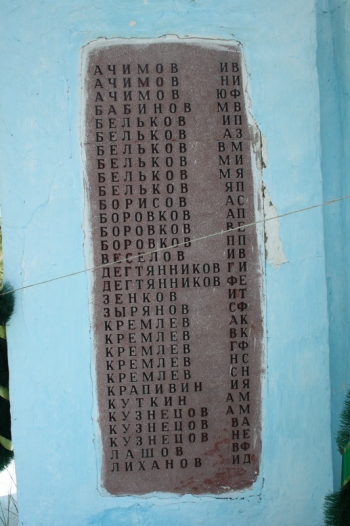 АЧИМОВ ИВ
АЧИМОВ НИ
АЧИМОВ ЮФ
БАБИНОВ МВ
БЕЛЬКОВ ИП
БЕЛЬКОВ АЗ
БЕЛЬКОВ ВМ
БЕЛЬКОВ МИ
БЕЛЬКОВ МЯ
БЕЛЬКОВ ЯП
БОРИСОВ АС
БОРОВКОВ АП
БОРОВКОВ ВЕ
БОРОВКОВ ПП
ВЕСЕЛОВ ИВ
ДЕГТЯННИКОВ ГИ
ДЕГТЯННИКОВ ФЕ
ЗЕНКОВ ИТ
ЗЫРЯНОВ СФ
КРЕМЛЕВ АК
КРЕМЛЕВ ВК
КРЕМЛЕВ ГФ
КРЕМЛЕВ НС
КРЕМЛЕВ СН
КРАПИВИН ИЯ
КУТКИН АМ
КУЗНЕЦОВ АМ
КУЗНЕЦОВ ВА
КУЗНЕЦОВ НЕ
ЛАШОВ ВФ
ЛИХАНОВ ИД